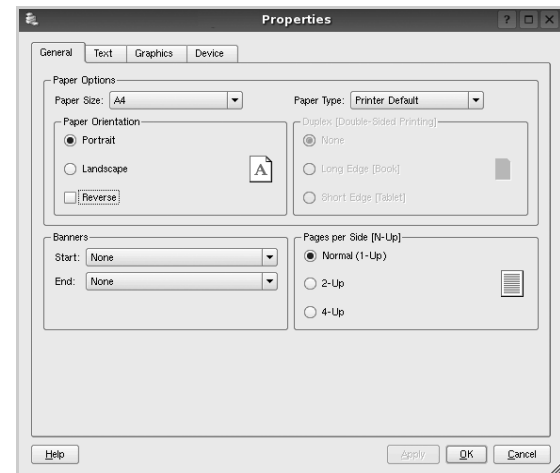 Properties
General Text Graphics Device
Paper Options
Paper Size: A4
Paper Type: Printer Default
Paper Orientation
Portrait
Landscape
Reverse
A
Duplex [Double-Sided Printing]
None
Long Edge [Book]
Short Edge [Tablet]
Banners
Start: None
End: None
Pages per Side [N-Up]
Normal (1-Up)
2-Up
4-Up
Help Apply OK Cancel